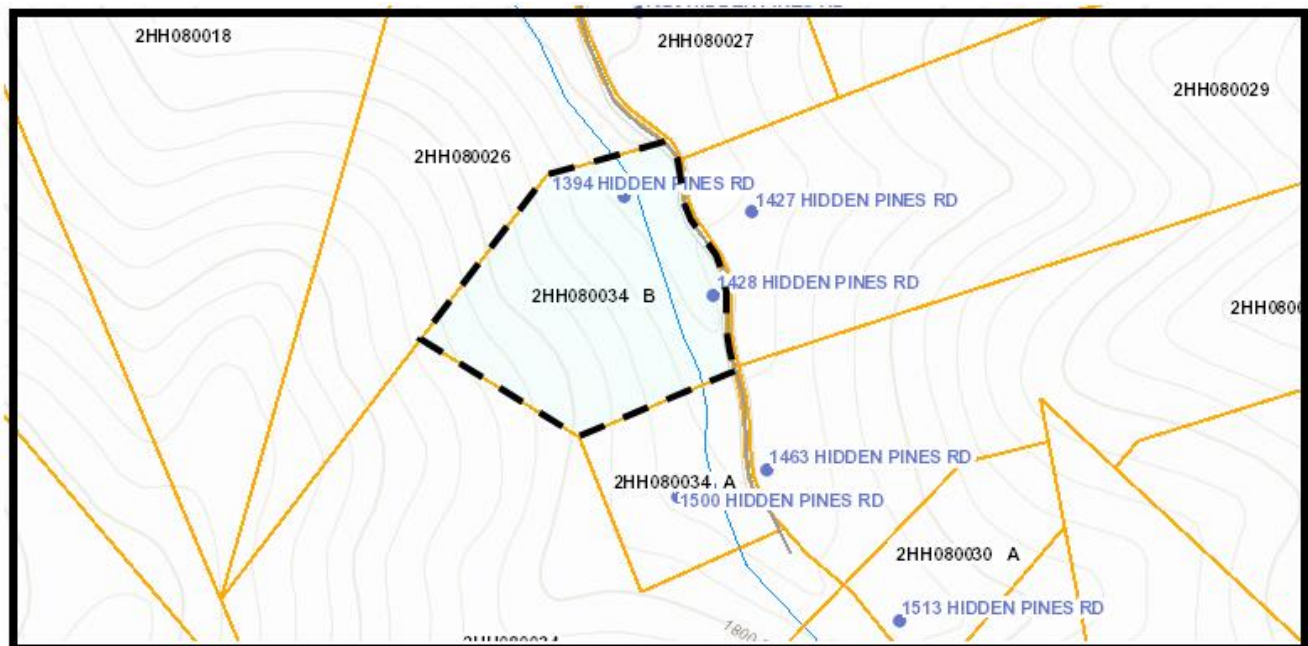 2HH080018
2HH080027
2HH080029
2HH080026
1394 HIDDEN PINES RD
1427 HIDDEN PINES RD
1428 HIDDEN PINES RD
2HH080034 B
1463 HIDDEN PINES RD
2HH080034 A
1500 HIDDEN PINES RD
2HH080030 A
1513 HIDDEN PINES RD
1800